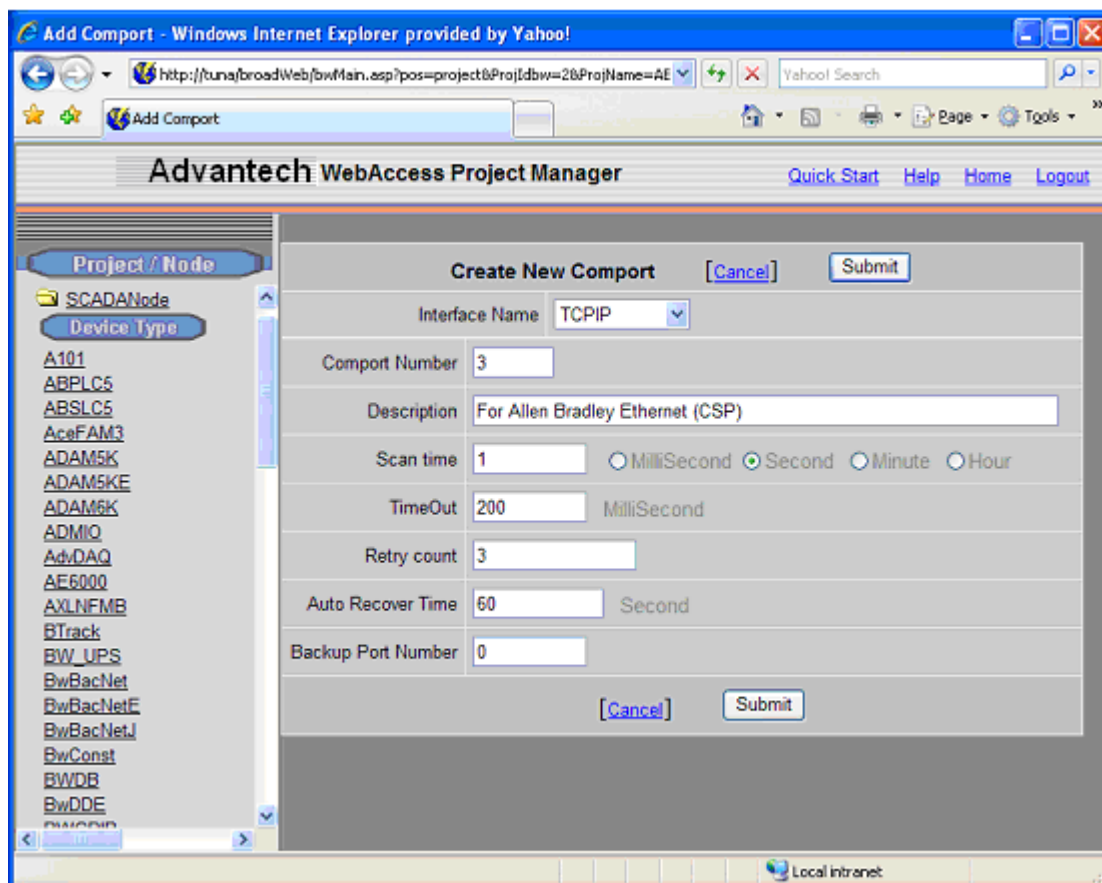 Add Comport - Windows Internet Explorer provided by Yahoo!
http://tuna/broadWeb/bwMain.asp?pos=project&ProjIdbw=2&ProjName=AE
Yahoo! Search
Add Comport
Page
Tools
»
Advantech WebAccess Project Manager
Quick Start Help Home Logout
Project / Node
SCADANode
Device Type
A101
ABPLC5
ABSLC5
AceFAM3
ADAM5K
ADAM5KE
ADAM6K
ADMIO
AdvDAQ
AE6000
AXLNFMB
BTrack
BW_UPS
BwBacNet
BwBacNetE
BwBacNetJ
BwConst
BWDB
BwDDE
Create New Comport [Cancel] Submit
Interface Name TCPIP
Comport Number 3
Description For Allen Bradley Ethernet (CSP)
Scan time 1 MilliSecond Second Minute Hour
TimeOut 200 MilliSecond
Retry count 3
Auto Recover Time 60 Second
Backup Port Number 0
[Cancel] Submit
Local intranet